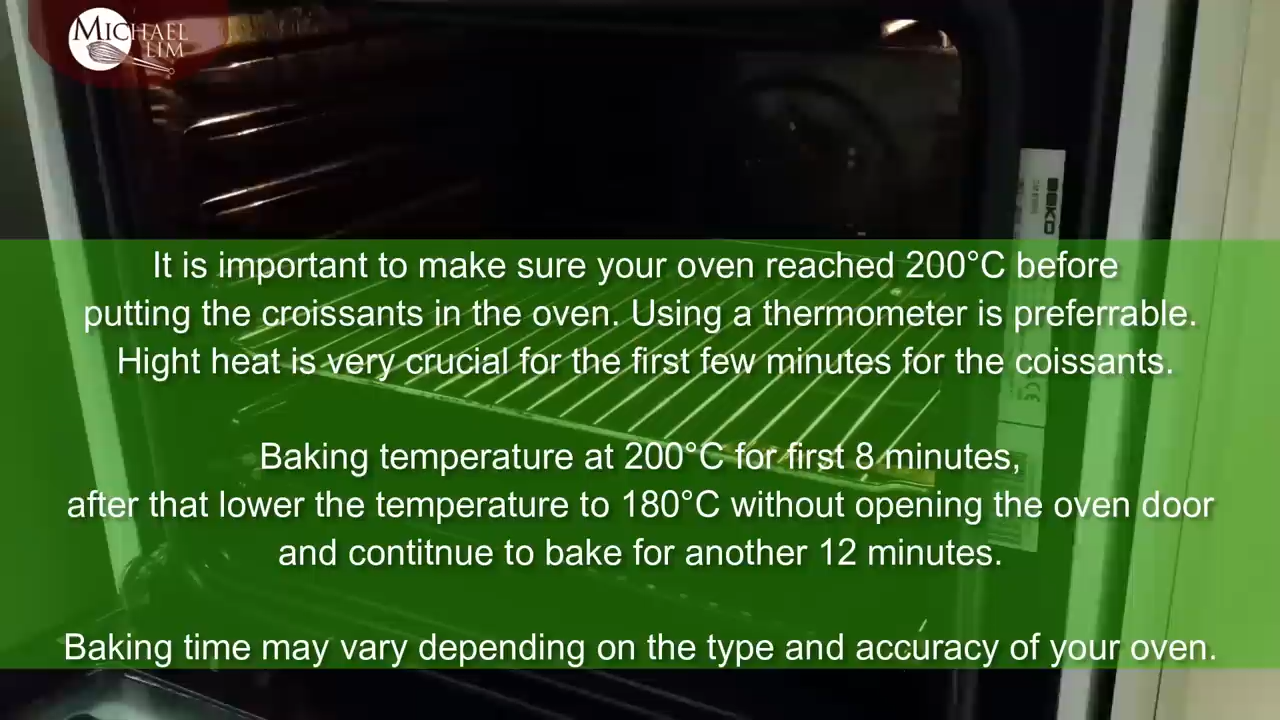 MICHAEL
LIM
BEKO
It is important to make sure your oven reached 200°C before
putting the croissants in the oven. Using a thermometer is preferrable.
Hight heat is very crucial for the first few minutes for the coissants.
Baking temperature at 200°C for first 8 minutes,
after that lower the temperature to 180°C without opening the oven door
and contitnue to bake for another 12 minutes.
Baking time may vary depending on the type and accuracy of your oven.